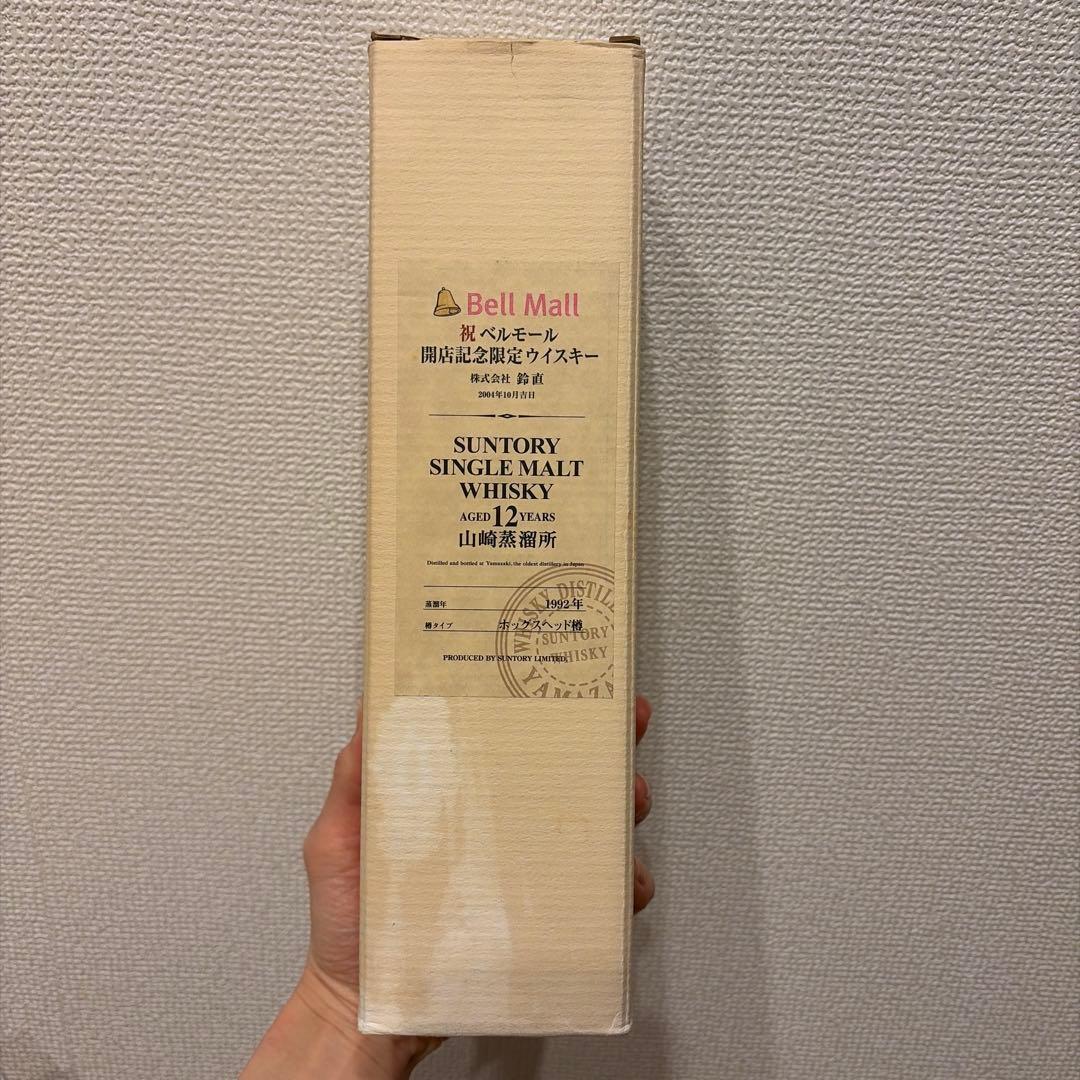 Bell Mall
祝 ベルモール
開店記念限定ウイスキー
株式会社 鈴直
2004年10月吉日
SUNTORY
SINGLE MALT
WHISKY
AGED 12 YEARS
山崎蒸溜所
Distilled and bottled at Yamazaki, the oldest distillery in Japan
蒸溜年 1992年
樽タイプ ホッグスヘッド樽
PRODUCED BY SUNTORY LIMITED.
WHISKY DISTILL
SUNTORY
WHISKY
YAMAZA